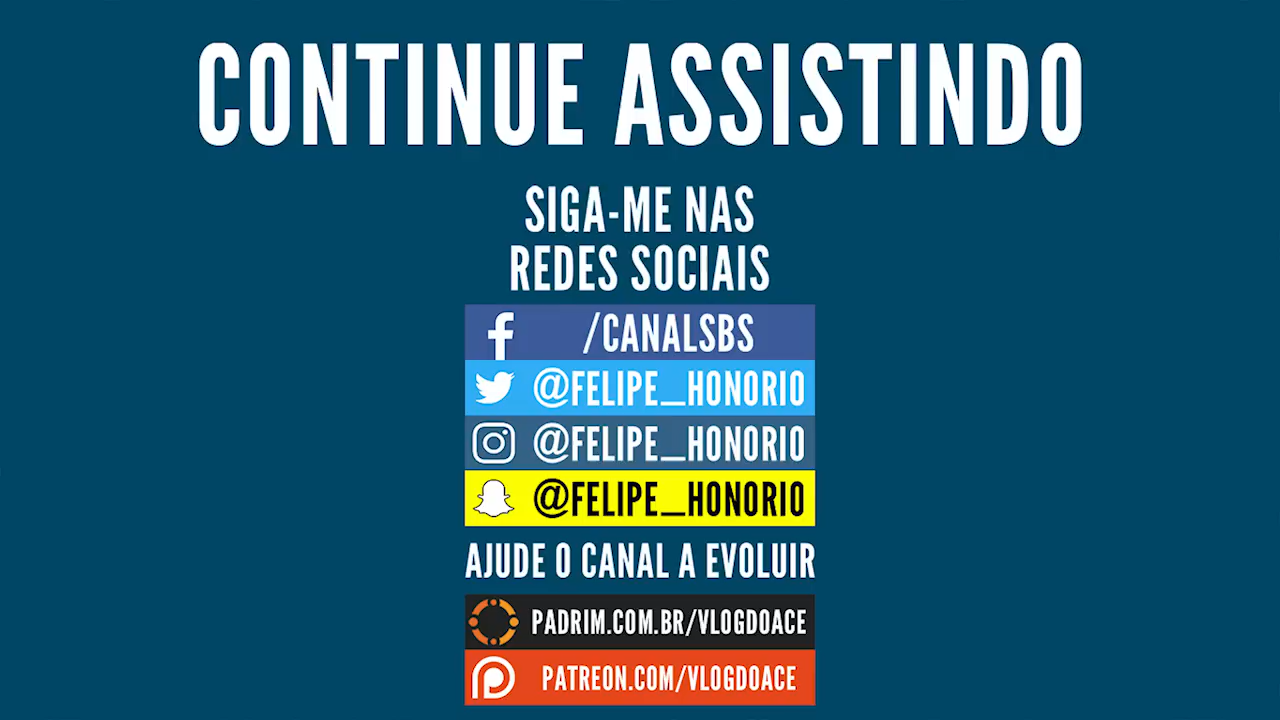 CONTINUE ASSISTINDO
SIGA-ME NAS
REDES SOCIAIS
/CANALSBS
@FELIPE_HONORIO
@FELIPE_HONORIO
@FELIPE_HONORIO
AJUDE O CANAL A EVOLUIR
PADRIM.COM.BR/VLOGDOACE
PATREON.COM/VLOGDOACE